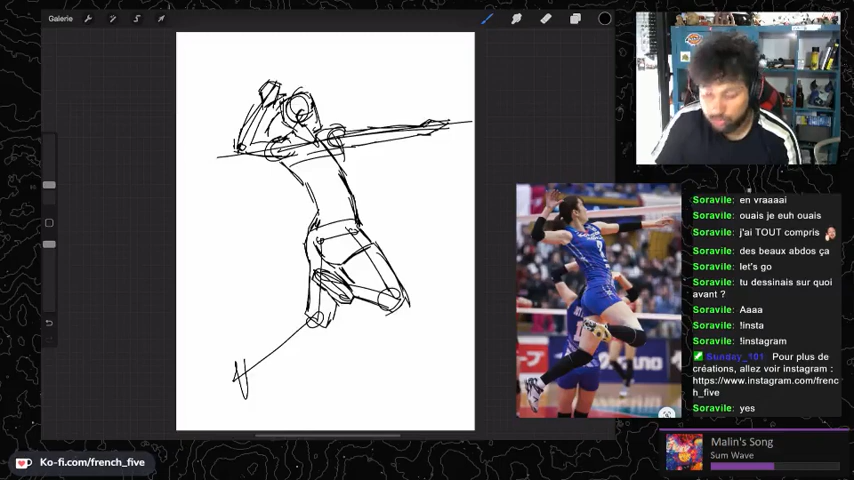 Galerie
Soravile: en vraaaai
Soravile: ouais je euh ouais
Soravile: j'ai TOUT compris
Soravile: des beaux abdos ça
Soravile: let's go
Soravile: tu dessinais sur quoi
avant ?
Soravile: Aaaa
Soravile: !insta
Soravile: !instagram
Sunday_101 Pour plus de
créations, allez voir instagram :
https://www.instagram.com/frenc
h_five
Soravile: yes
Malin's Song
Sum Wave
Ko-fi.com/french_five